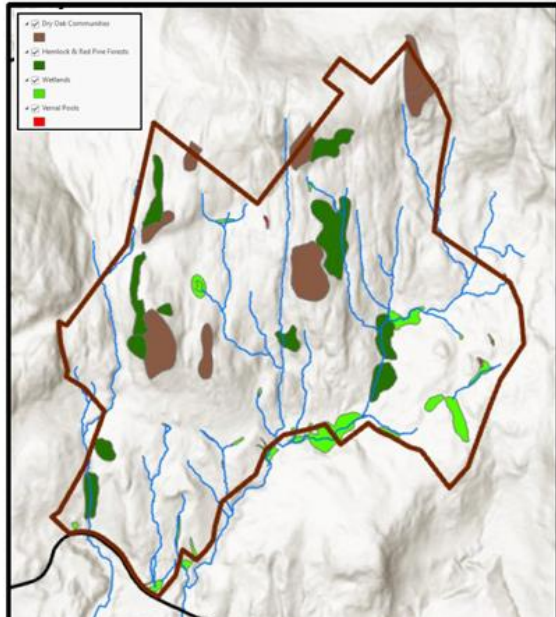 Dry Oak Communities
Hemlock & Red Pine Forests
Wetlands
Vernal Pools